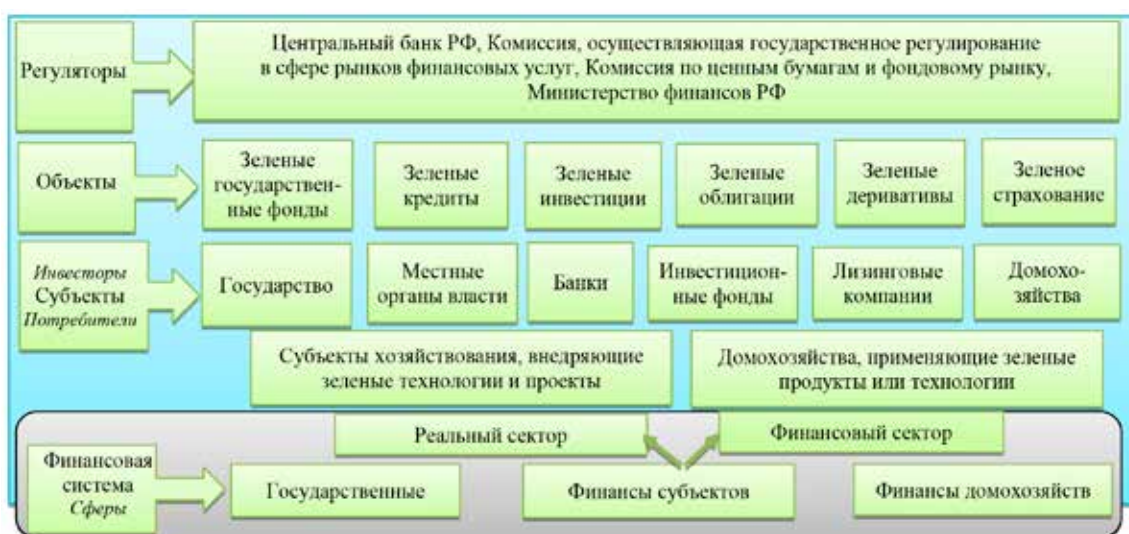 Регуляторы
Центральный банк РФ, Комиссия, осуществляющая государственное регулирование
в сфере рынков финансовых услуг, Комиссия по ценным бумагам и фондовому рынку,
Министерство финансов РФ
Объекты
Зеленые
государствен-
ные фонды
Зеленые
кредиты
Зеленые
инвестиции
Зеленые
облигации
Зеленые
деривативы
Зеленое
страхование
Инвесторы
Субъекты
Потребители
Государство
Местные
органы власти
Банки
Инвестицион-
ные фонды
Лизинговые
компании
Домохо-
зяйства
Субъекты хозяйствования, внедряющие
зеленые технологии и проекты
Домохозяйства, применяющие зеленые
продукты или технологии
Реальный сектор
Финансовый сектор
Финансовая
система
Сферы
Государственные
Финансы субъектов
Финансы домохозяйств